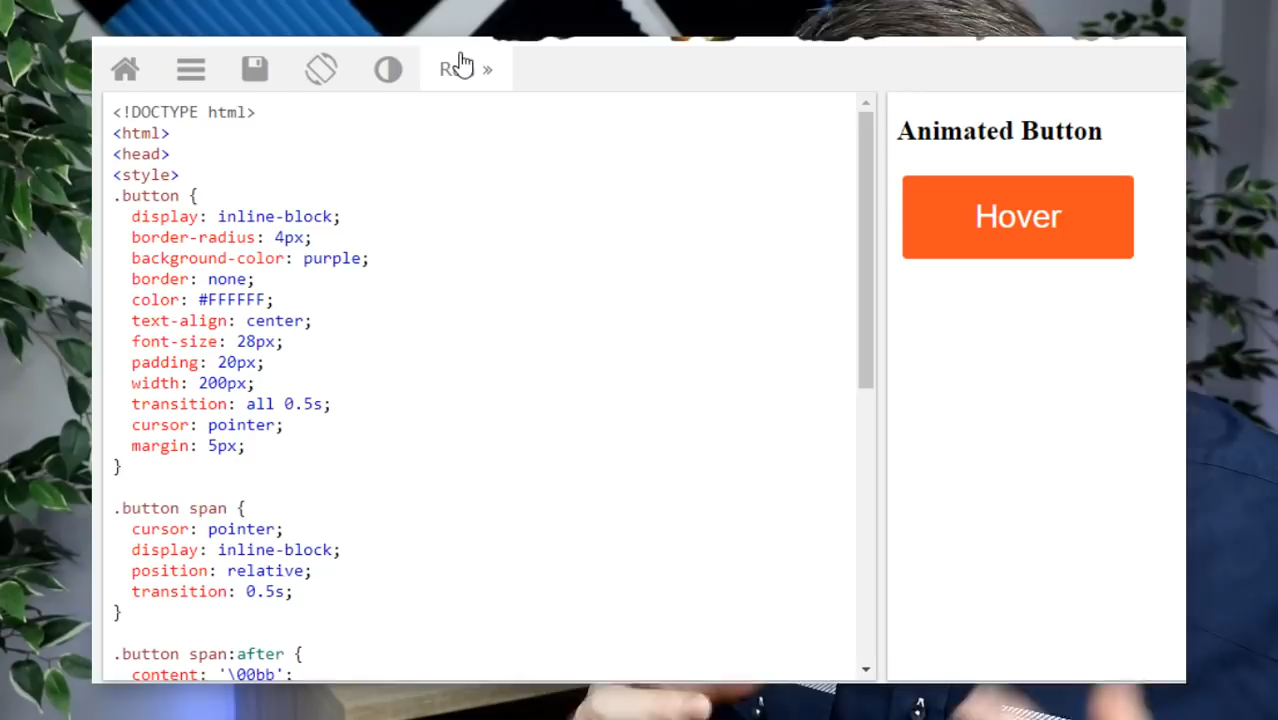 »
<!DOCTYPE html>
<html>
<head>
<style>
.button {
display: inline-block;
border-radius: 4px;
background-color: purple;
border: none;
color: #FFFFFF;
text-align: center;
font-size: 28px;
padding: 20px;
width: 200px;
transition: all 0.5s;
cursor: pointer;
margin: 5px;
}
.button span {
cursor: pointer;
display: inline-block;
position: relative;
transition: 0.5s;
}
.button span:after {
content: '\00bb';
Animated Button
Hover